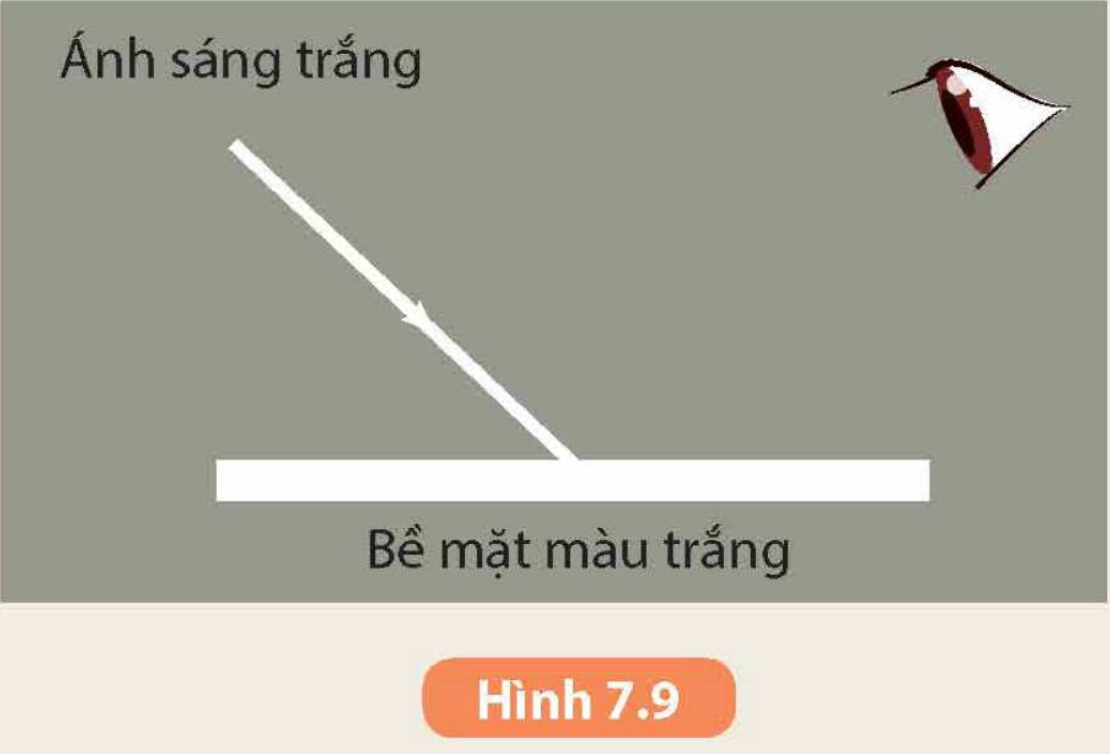 Ánh sáng trắng
Bề mặt màu trắng
Hình 7.9